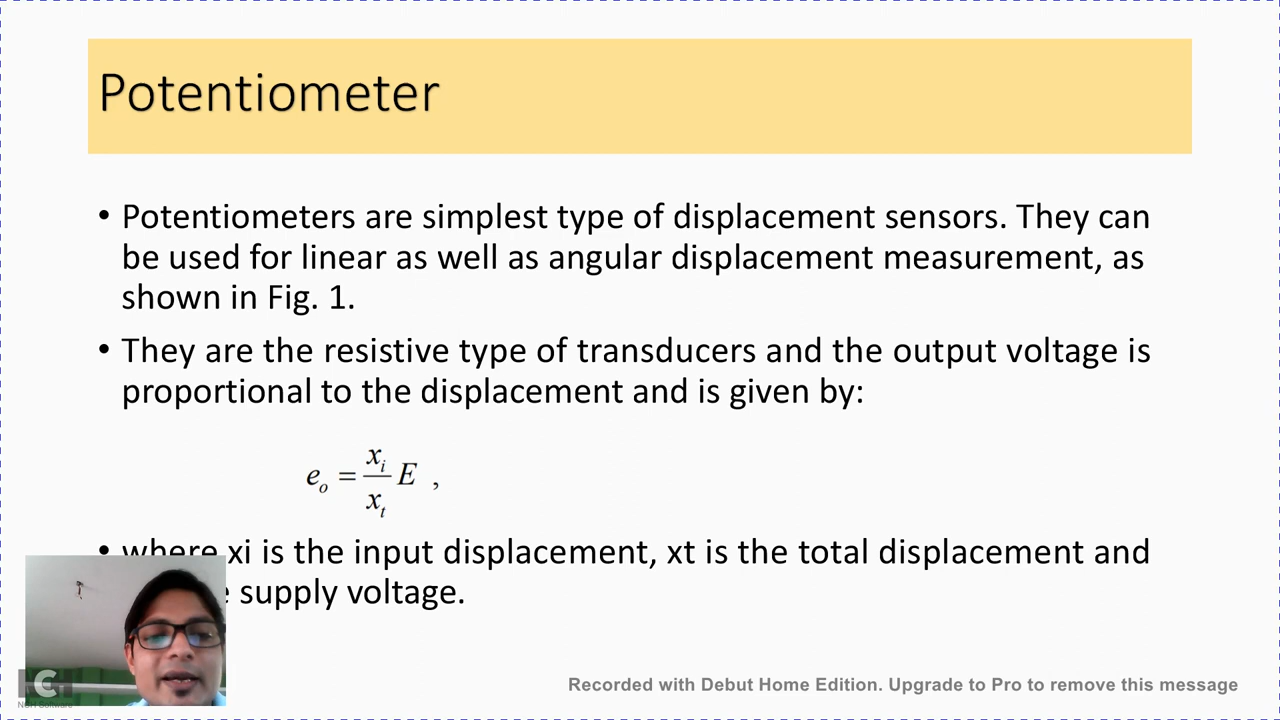 Potentiometer
• Potentiometers are simplest type of displacement sensors. They can
be used for linear as well as angular displacement measurement, as
shown in Fig. 1.
• They are the resistive type of transducers and the output voltage is
proportional to the displacement and is given by:
e_o = x_i / x_t E ,
• where xi is the input displacement, xt is the total displacement and
supply voltage.
NCH Software
Recorded with Debut Home Edition. Upgrade to Pro to remove this message